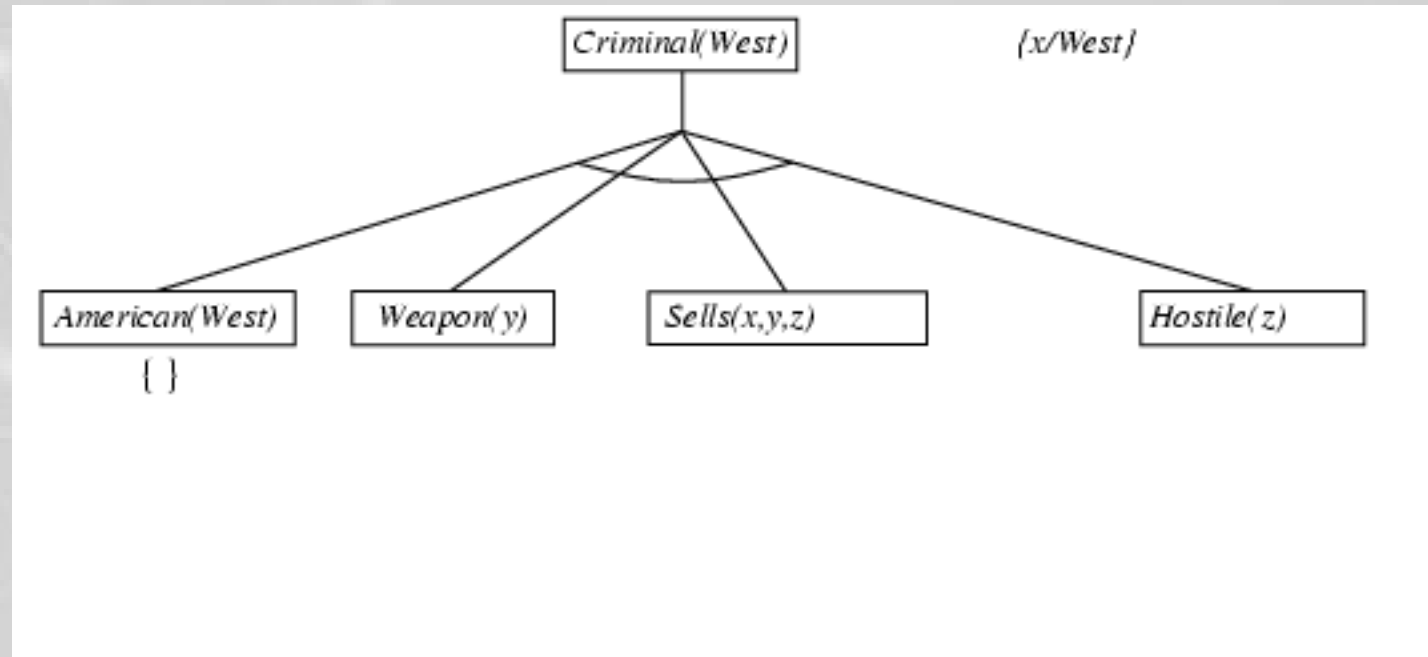 Criminal(West)
{x/West}
American(West)
Weapon(y)
Sells(x,y,z)
Hostile(z)
{ }